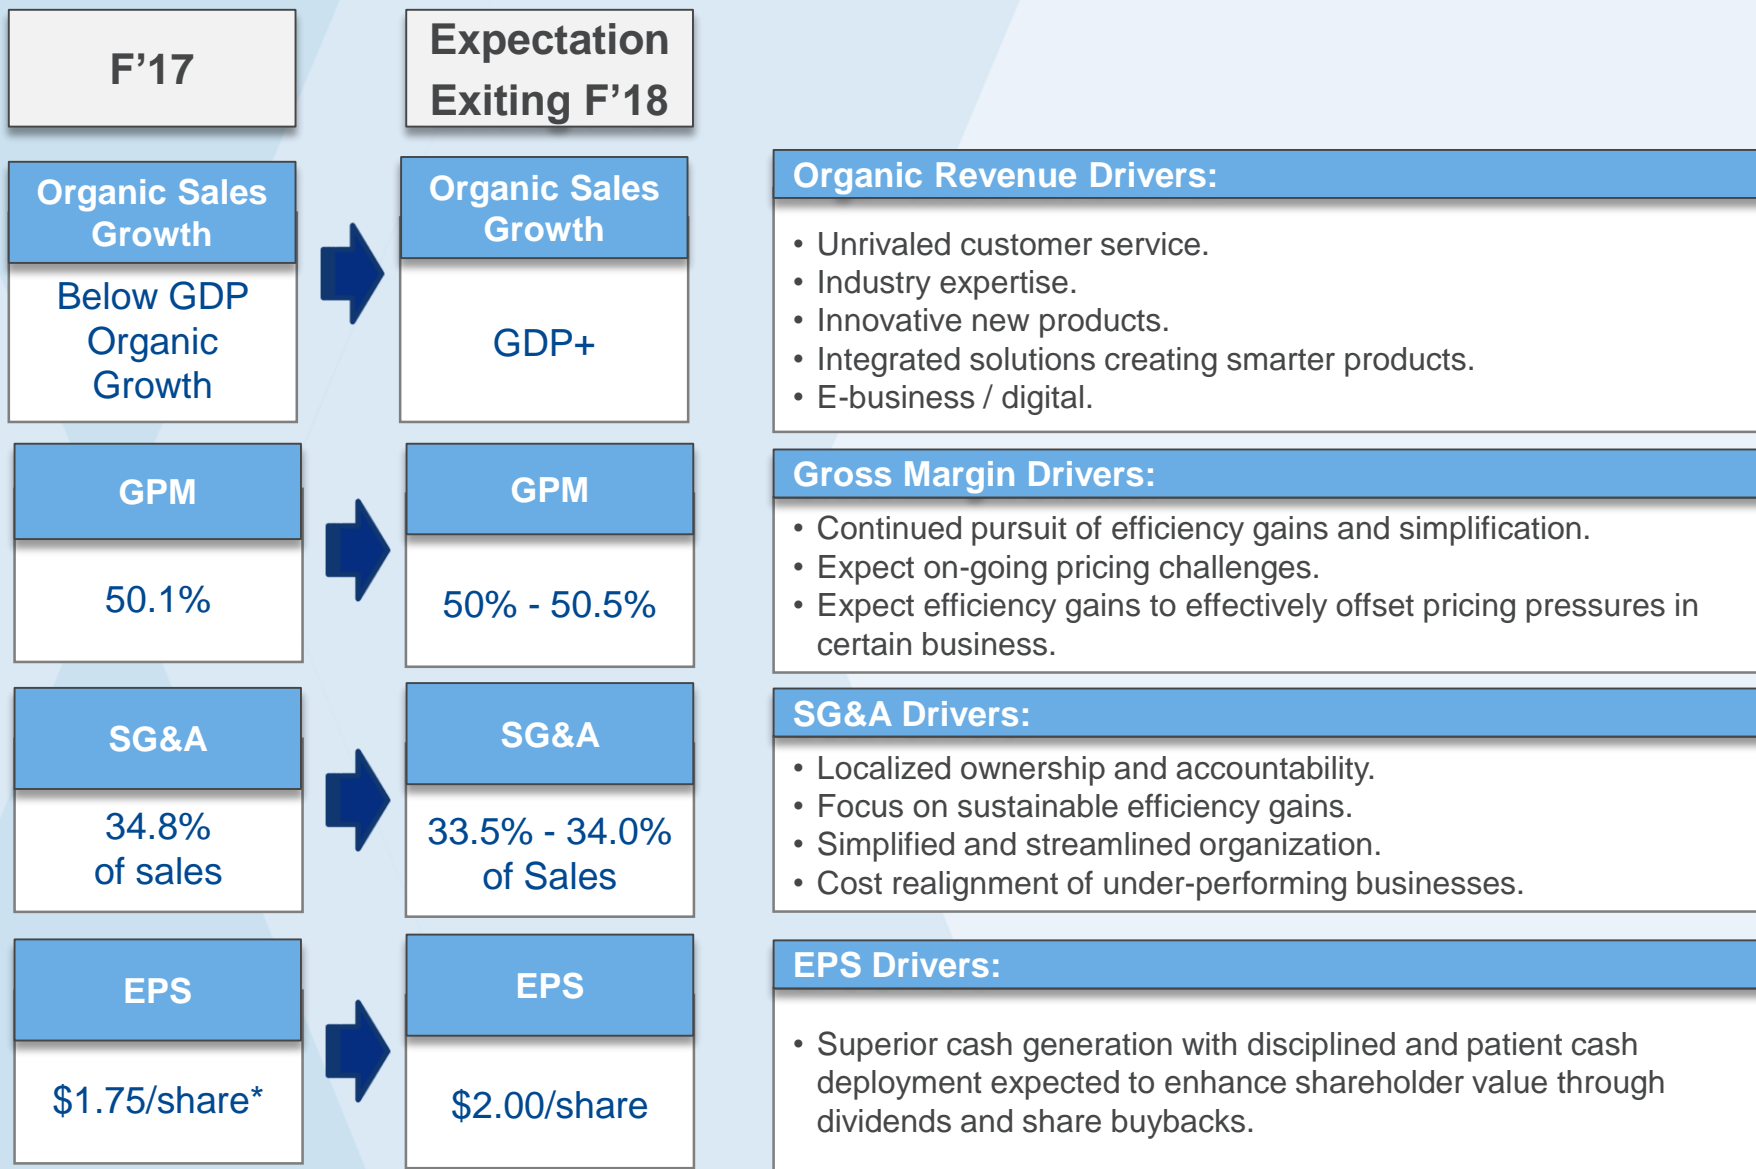 F’17
Expectation
Exiting F’18
Organic Sales
Growth
Below GDP
Organic
Growth
Organic Sales
Growth
GDP+
Organic Revenue Drivers:
• Unrivaled customer service.
• Industry expertise.
• Innovative new products.
• Integrated solutions creating smarter products.
• E-business / digital.
GPM
50.1%
GPM
50% - 50.5%
Gross Margin Drivers:
• Continued pursuit of efficiency gains and simplification.
• Expect on-going pricing challenges.
• Expect efficiency gains to effectively offset pricing pressures in
certain business.
SG&A
34.8%
of sales
SG&A
33.5% - 34.0%
of Sales
SG&A Drivers:
• Localized ownership and accountability.
• Focus on sustainable efficiency gains.
• Simplified and streamlined organization.
• Cost realignment of under-performing businesses.
EPS
$1.75/share*
EPS
$2.00/share
EPS Drivers:
• Superior cash generation with disciplined and patient cash
deployment expected to enhance shareholder value through
dividends and share buybacks.